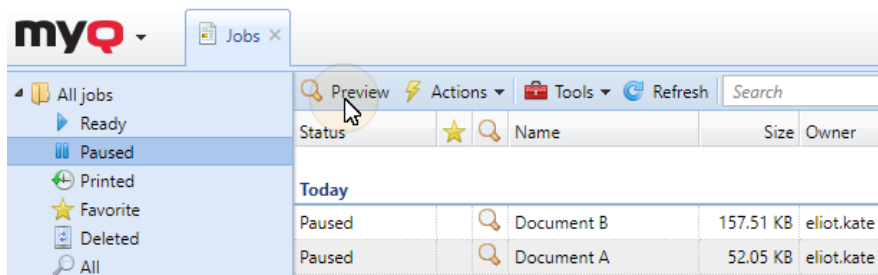 myQ
Jobs
All jobs
Ready
Paused
Printed
Favorite
Deleted
All
Preview Actions Tools Refresh Search
Status Name Size Owner
Today
Paused Document B 157.51 KB eliot.kate
Paused Document A 52.05 KB eliot.kate